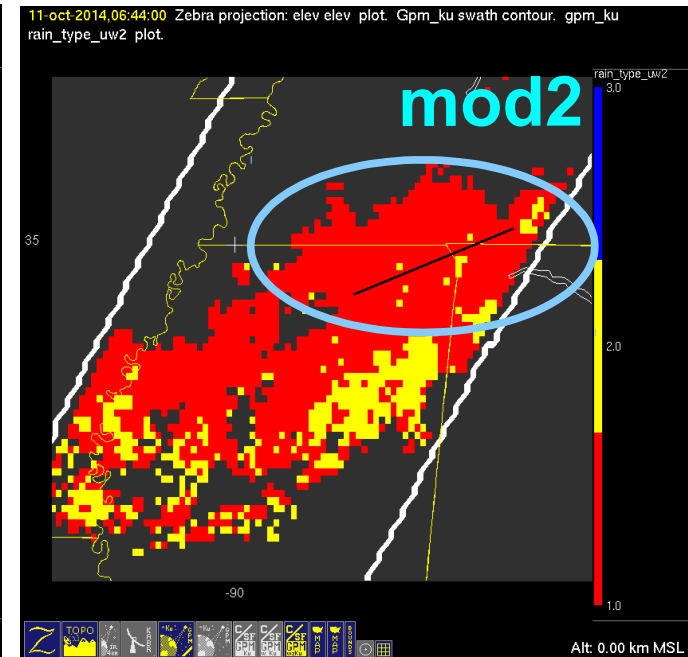 11-oct-2014,06:44:00 Zebra projection: elev elev plot. Gpm_ku swath contour. gpm_ku
rain_type_uw2 plot.
rain_type_uw2
3.0
mod2
35
2.0
-90
1.0
TOPO
Alt: 0.00 km MSL